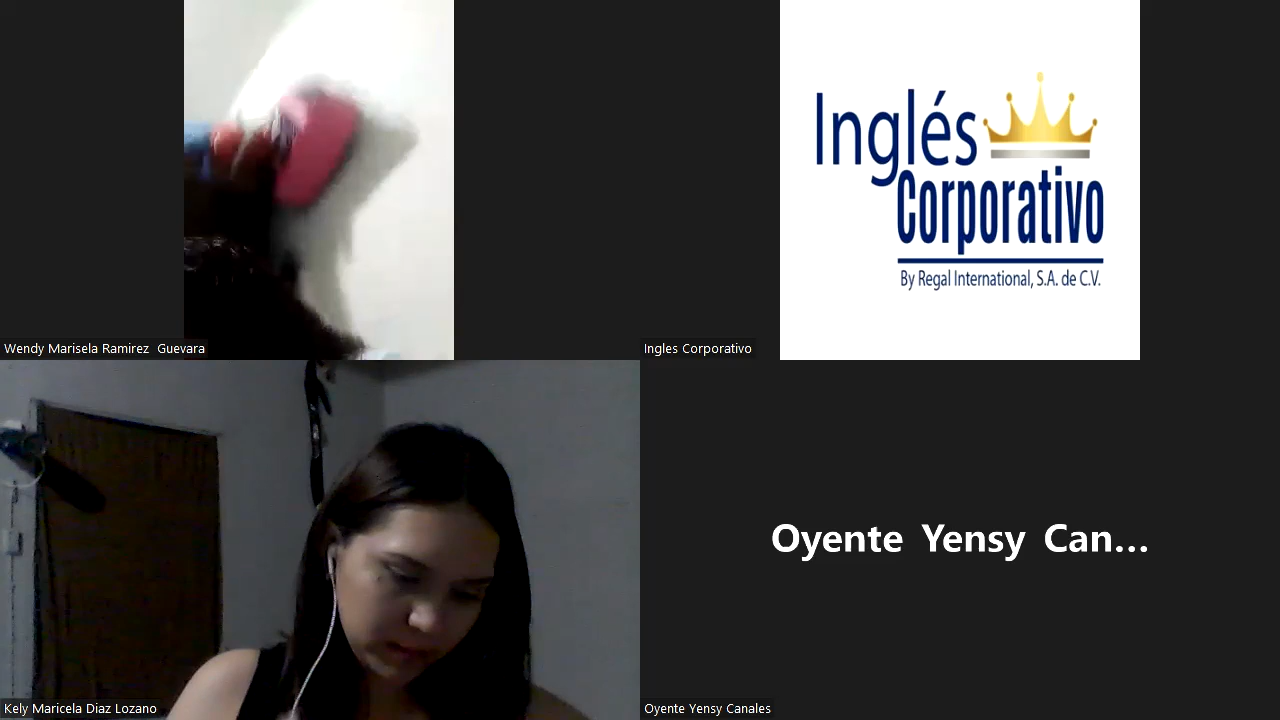 Inglés
Corporativo
By Regal International, S.A. de C.V.
Wendy Marisela Ramirez  Guevara
Ingles Corporativo
Oyente Yensy Can...
Kely Maricela Diaz Lozano
Oyente Yensy Canales